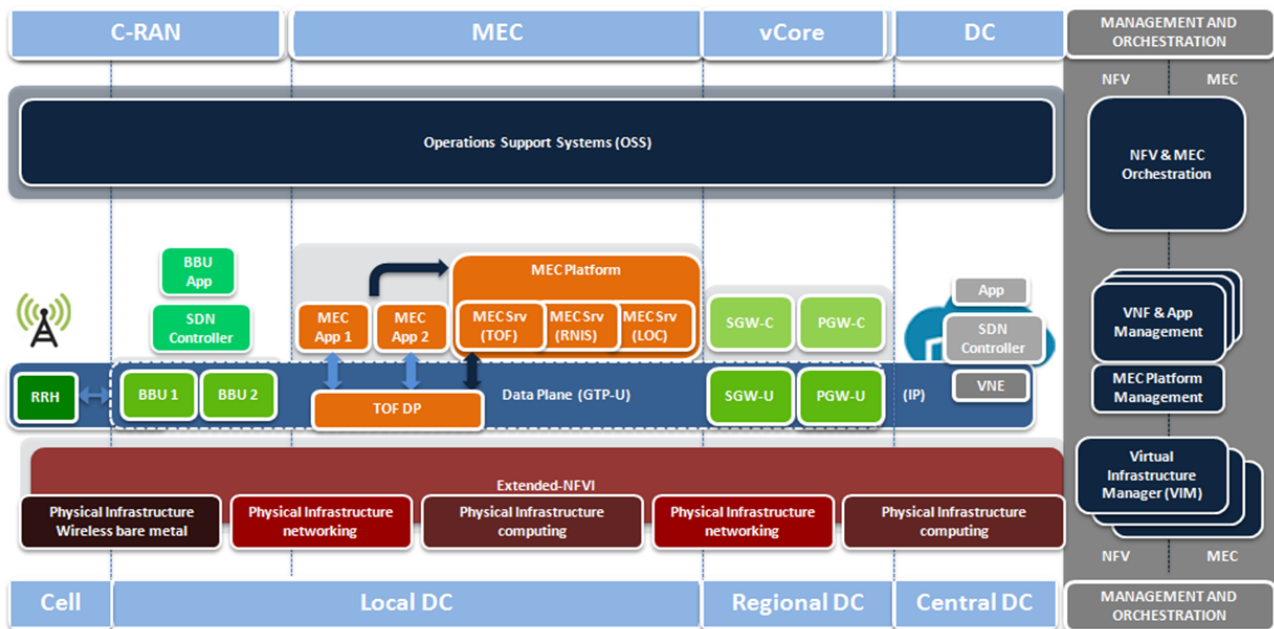 C-RAN
MEC
vCore
DC
MANAGEMENT AND
ORCHESTRATION
NFV
MEC
Operations Support Systems (OSS)
NFV & MEC
Orchestration
BBU
App
SDN
Controller
MEC
App 1
MEC
App 2
MEC Platform
MEC Srv
(TOF)
MEC Srv
(RNIS)
MEC Srv
(LOC)
SGW-C
PGW-C
App
SDN
Controller
VNF & App
Management
RRH
BBU 1
BBU 2
TOF DP
Data Plane (GTP-U)
SGW-U
PGW-U
(IP)
VNE
MEC Platform
Management
Extended-NFVI
Physical Infrastructure
Wireless bare metal
Physical Infrastructure
networking
Physical Infrastructure
computing
Physical Infrastructure
networking
Physical Infrastructure
computing
Virtual
Infrastructure
Manager (VIM)
NFV
MEC
Cell
Local DC
Regional DC
Central DC
MANAGEMENT AND
ORCHESTRATION